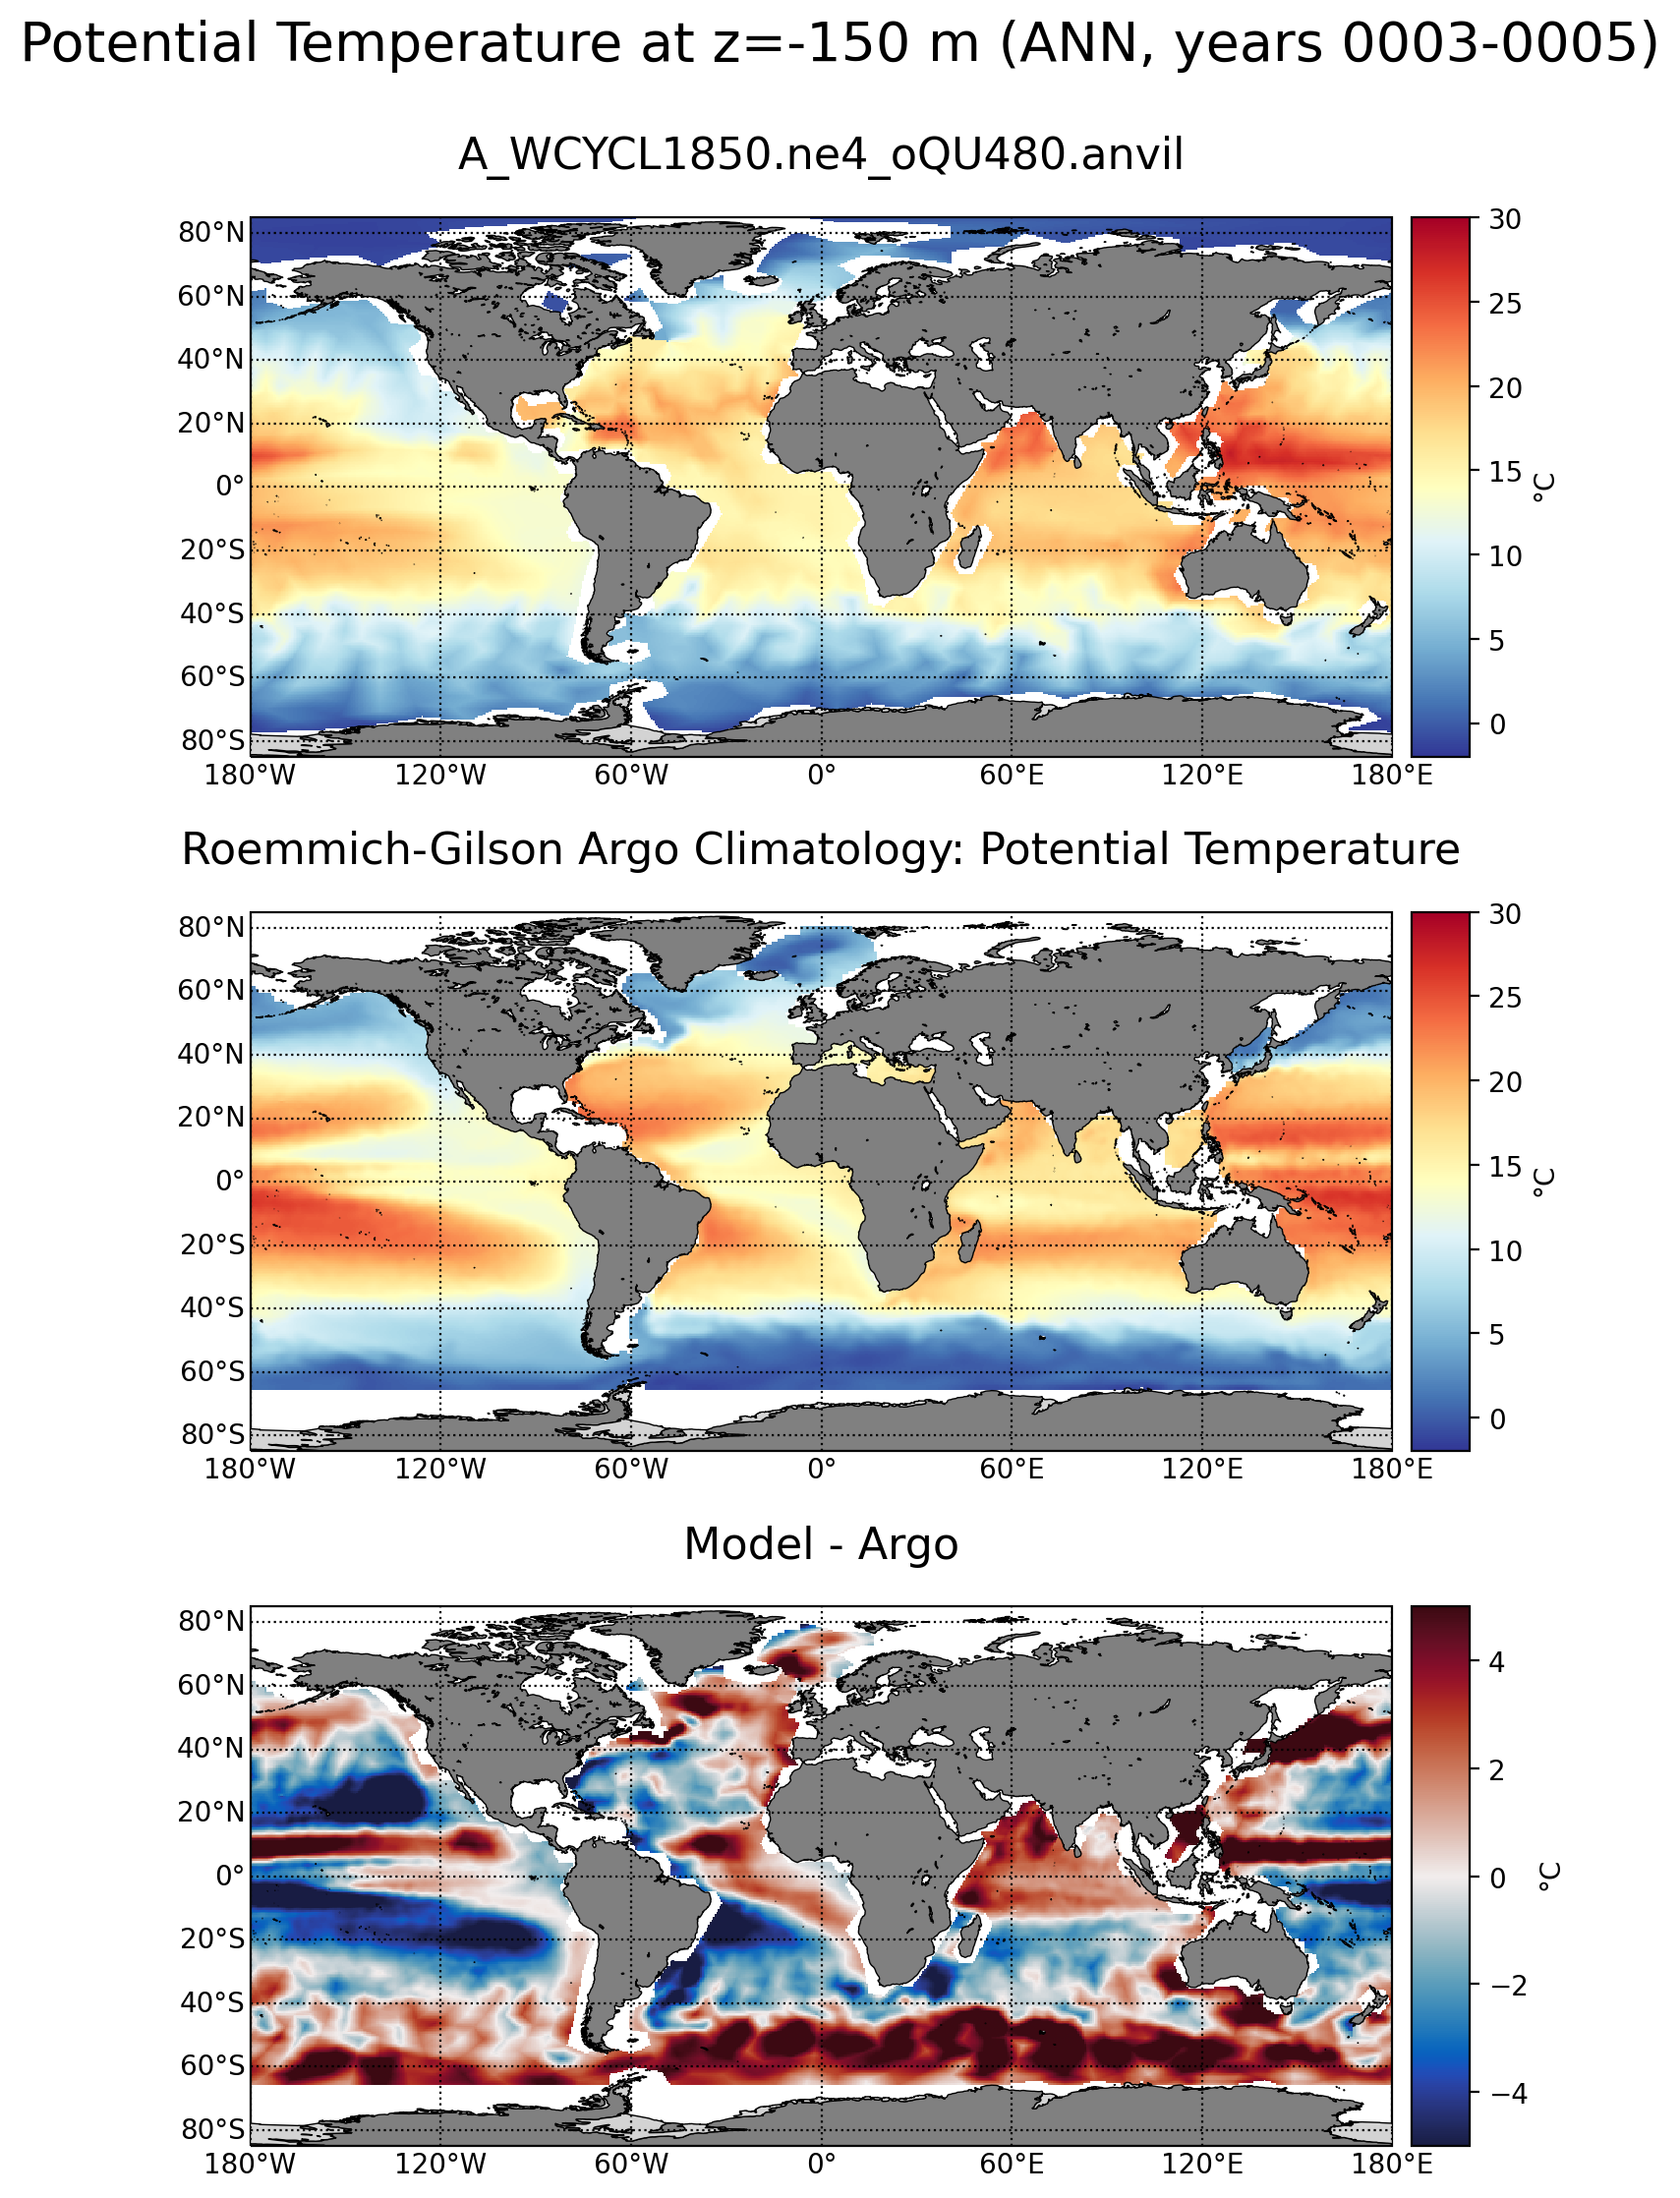 Potential Temperature at z=-150 m (ANN, years 0003-0005)
A_WCYCL1850.ne4_oQU480.anvil
80°N
60°N
40°N
20°N
0°
20°S
40°S
60°S
80°S
180°W 120°W 60°W 0° 60°E 120°E 180°E
30
25
20
15
10
5
0
°C
Roemmich-Gilson Argo Climatology: Potential Temperature
80°N
60°N
40°N
20°N
0°
20°S
40°S
60°S
80°S
180°W 120°W 60°W 0° 60°E 120°E 180°E
30
25
20
15
10
5
0
°C
Model - Argo
80°N
60°N
40°N
20°N
0°
20°S
40°S
60°S
80°S
180°W 120°W 60°W 0° 60°E 120°E 180°E
4
2
0
−2
−4
°C